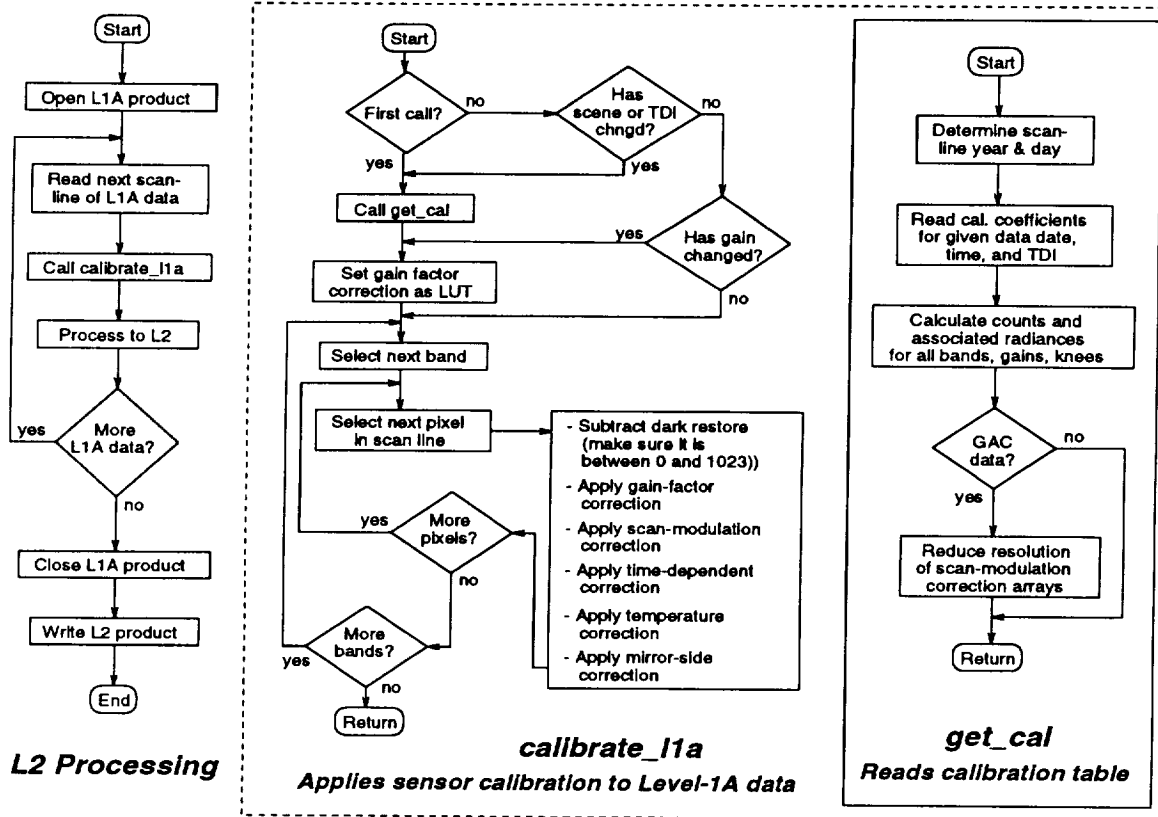 Start
Open L1A product
Read next scan-
line of L1A data
Call calibrate_l1a
Process to L2
More
L1A data?
yes
no
Close L1A product
Write L2 product
End
L2 Processing
Start
First call?
no
yes
Has
scene or TDI
chngd?
no
yes
Call get_cal
Has gain
changed?
yes
no
Set gain factor
correction as LUT
Select next band
Select next pixel
in scan line
- Subtract dark restore
(make sure it is
between 0 and 1023))
- Apply gain-factor
correction
- Apply scan-modulation
correction
- Apply time-dependent
correction
- Apply temperature
correction
- Apply mirror-side
correction
More
pixels?
yes
no
More
bands?
yes
no
Return
calibrate_l1a
Applies sensor calibration to Level-1A data
Start
Determine scan-
line year & day
Read cal. coefficients
for given data date,
time, and TDI
Calculate counts and
associated radiances
for all bands, gains, knees
GAC
data?
no
yes
Reduce resolution
of scan-modulation
correction arrays
Return
get_cal
Reads calibration table